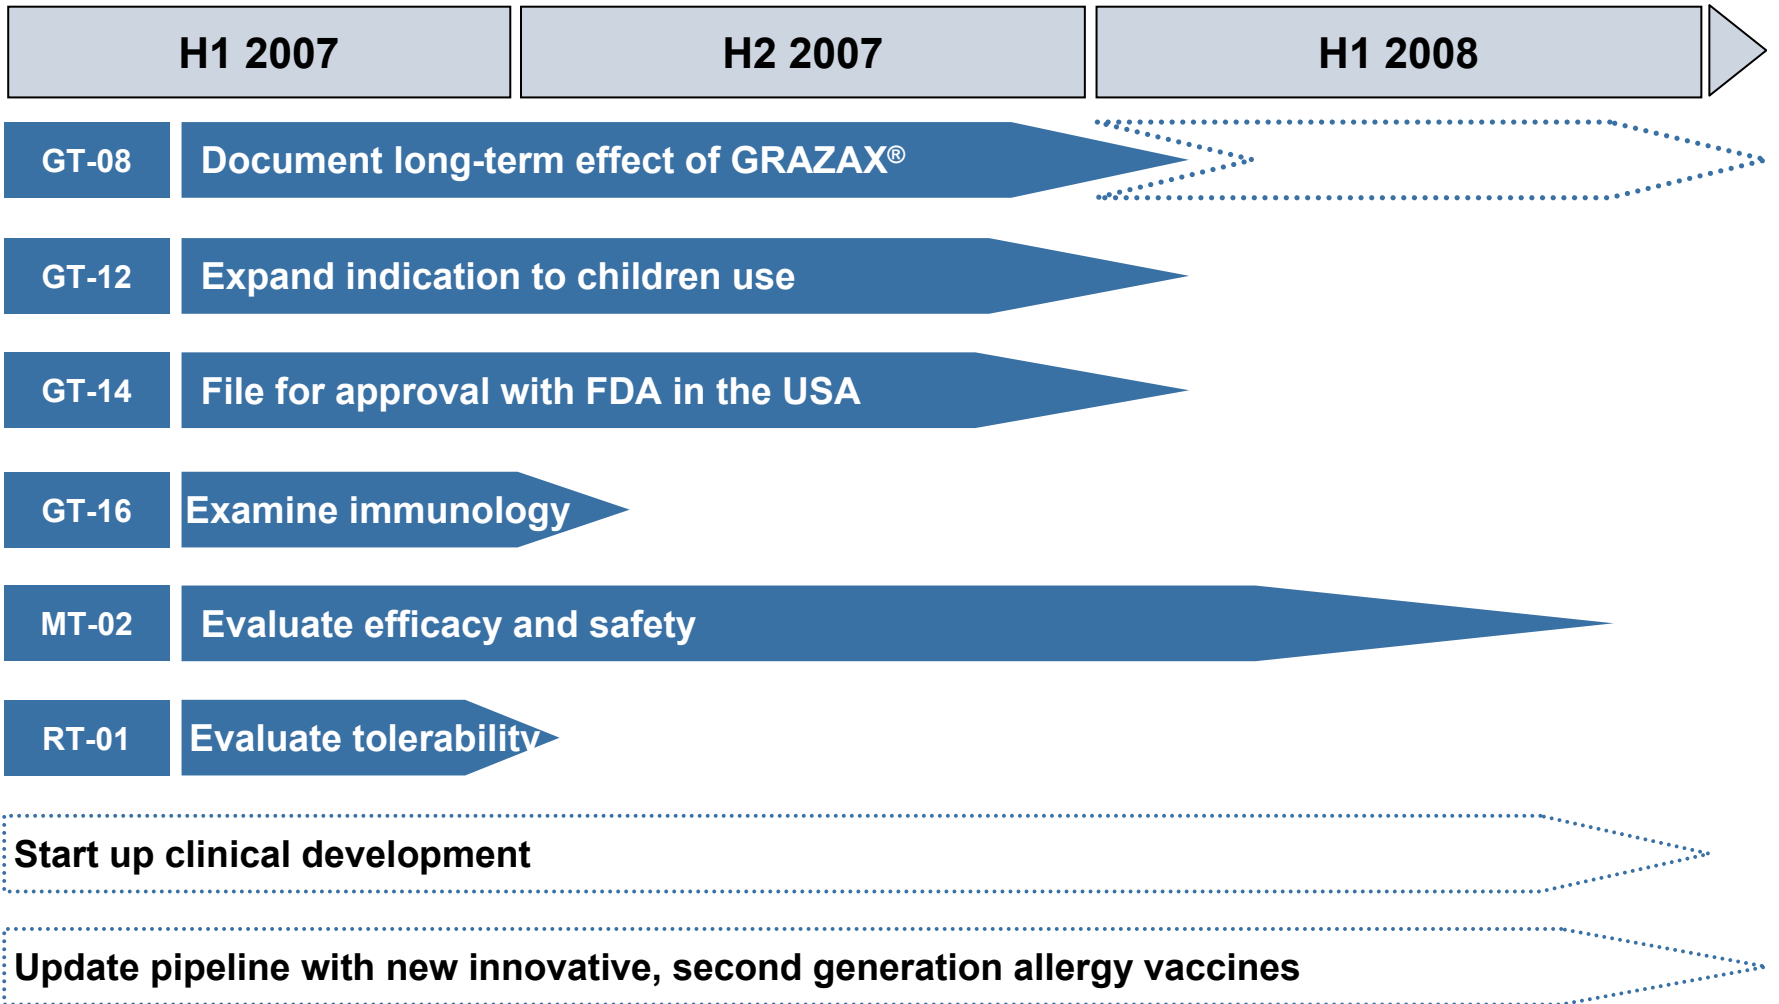 H1 2007 H2 2007 H1 2008
GT-08 Document long-term effect of GRAZAX®
GT-12 Expand indication to children use
GT-14 File for approval with FDA in the USA
GT-16 Examine immunology
MT-02 Evaluate efficacy and safety
RT-01 Evaluate tolerability
Start up clinical development
Update pipeline with new innovative, second generation allergy vaccines